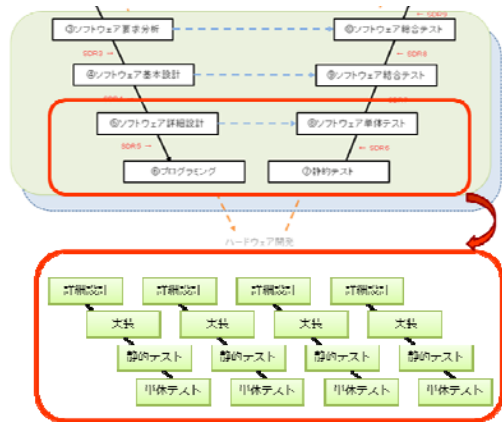 ← SDR9
③ソフトウェア要求分析
⑩ソフトウェア総合テスト
SDR3 →
← SDR8
④ソフトウェア基本設計
⑨ソフトウェア結合テスト
⑤ソフトウェア詳細設計
⑧ソフトウェア単体テスト
SDR5 →
← SDR6
⑥プログラミング
⑦静的テスト
ハードウェア開発
詳細設計 詳細設計 詳細設計 詳細設計
実装 実装 実装 実装
静的テスト 静的テスト 静的テスト 静的テスト
単体テスト 単体テスト 単体テスト 単体テスト